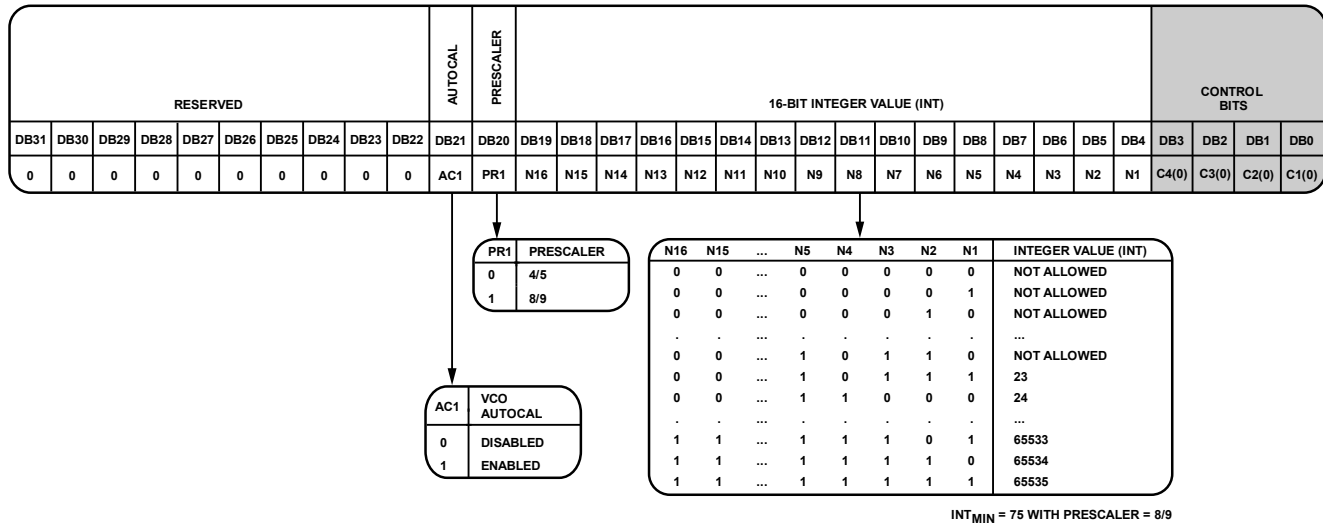 RESERVED AUTOCAL PRESCALER 16-BIT INTEGER VALUE (INT) CONTROL BITS
DB31 DB30 DB29 DB28 DB27 DB26 DB25 DB24 DB23 DB22 DB21 DB20 DB19 DB18 DB17 DB16 DB15 DB14 DB13 DB12 DB11 DB10 DB9 DB8 DB7 DB6 DB5 DB4 DB3 DB2 DB1 DB0
0 0 0 0 0 0 0 0 0 0 AC1 PR1 N16 N15 N14 N13 N12 N11 N10 N9 N8 N7 N6 N5 N4 N3 N2 N1 C4(0) C3(0) C2(0) C1(0)
PR1 PRESCALER
0 4/5
1 8/9
AC1 VCO AUTOCAL
0 DISABLED
1 ENABLED
N16 N15 ... N5 N4 N3 N2 N1 INTEGER VALUE (INT)
0 0 ... 0 0 0 0 0 NOT ALLOWED
0 0 ... 0 0 0 0 1 NOT ALLOWED
0 0 ... 0 0 0 1 0 NOT ALLOWED
. . ... . . . . . ...
0 0 ... 1 0 1 1 0 NOT ALLOWED
0 0 ... 1 0 1 1 1 23
0 0 ... 1 1 0 0 0 24
. . ... . . . . . ...
1 1 ... 1 1 1 0 1 65533
1 1 ... 1 1 1 1 0 65534
1 1 ... 1 1 1 1 1 65535
INTMIN = 75 WITH PRESCALER = 8/9